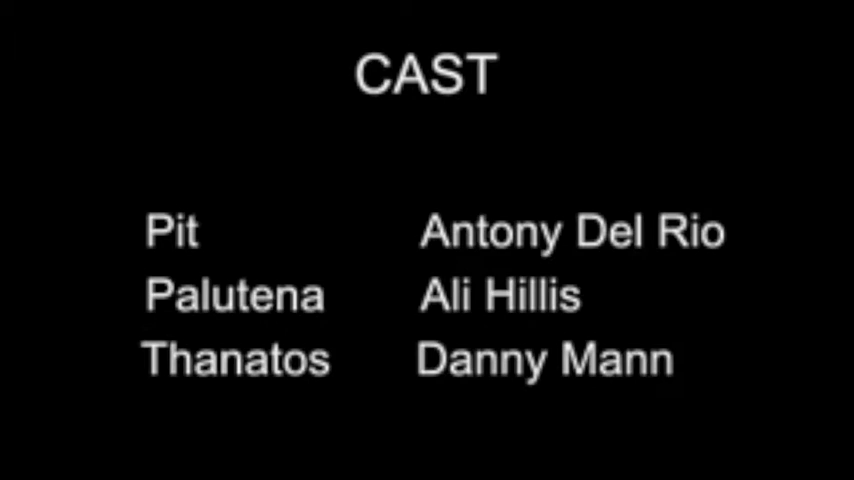 CAST
Pit Antony Del Rio
Palutena Ali Hillis
Thanatos Danny Mann